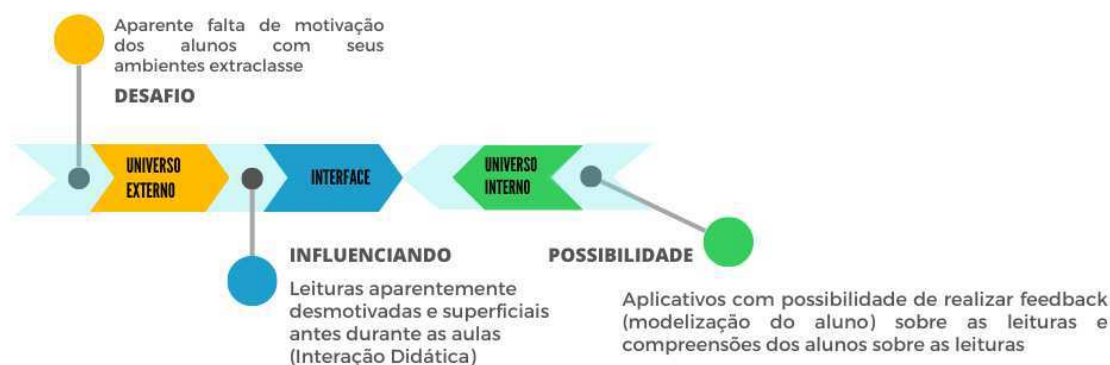 Aparente falta de motivação
dos alunos com seus
ambientes extraclasse
DESAFIO
UNIVERSO
EXTERNO
INTERFACE
UNIVERSO
INTERNO
INFLUENCIANDO
Leituras aparentemente
desmotivadas e superficiais
antes durante as aulas
(Interação Didática)
POSSIBILIDADE
Aplicativos com possibilidade de realizar feedback
(modelização do aluno) sobre as leituras e
compreensões dos alunos sobre as leituras